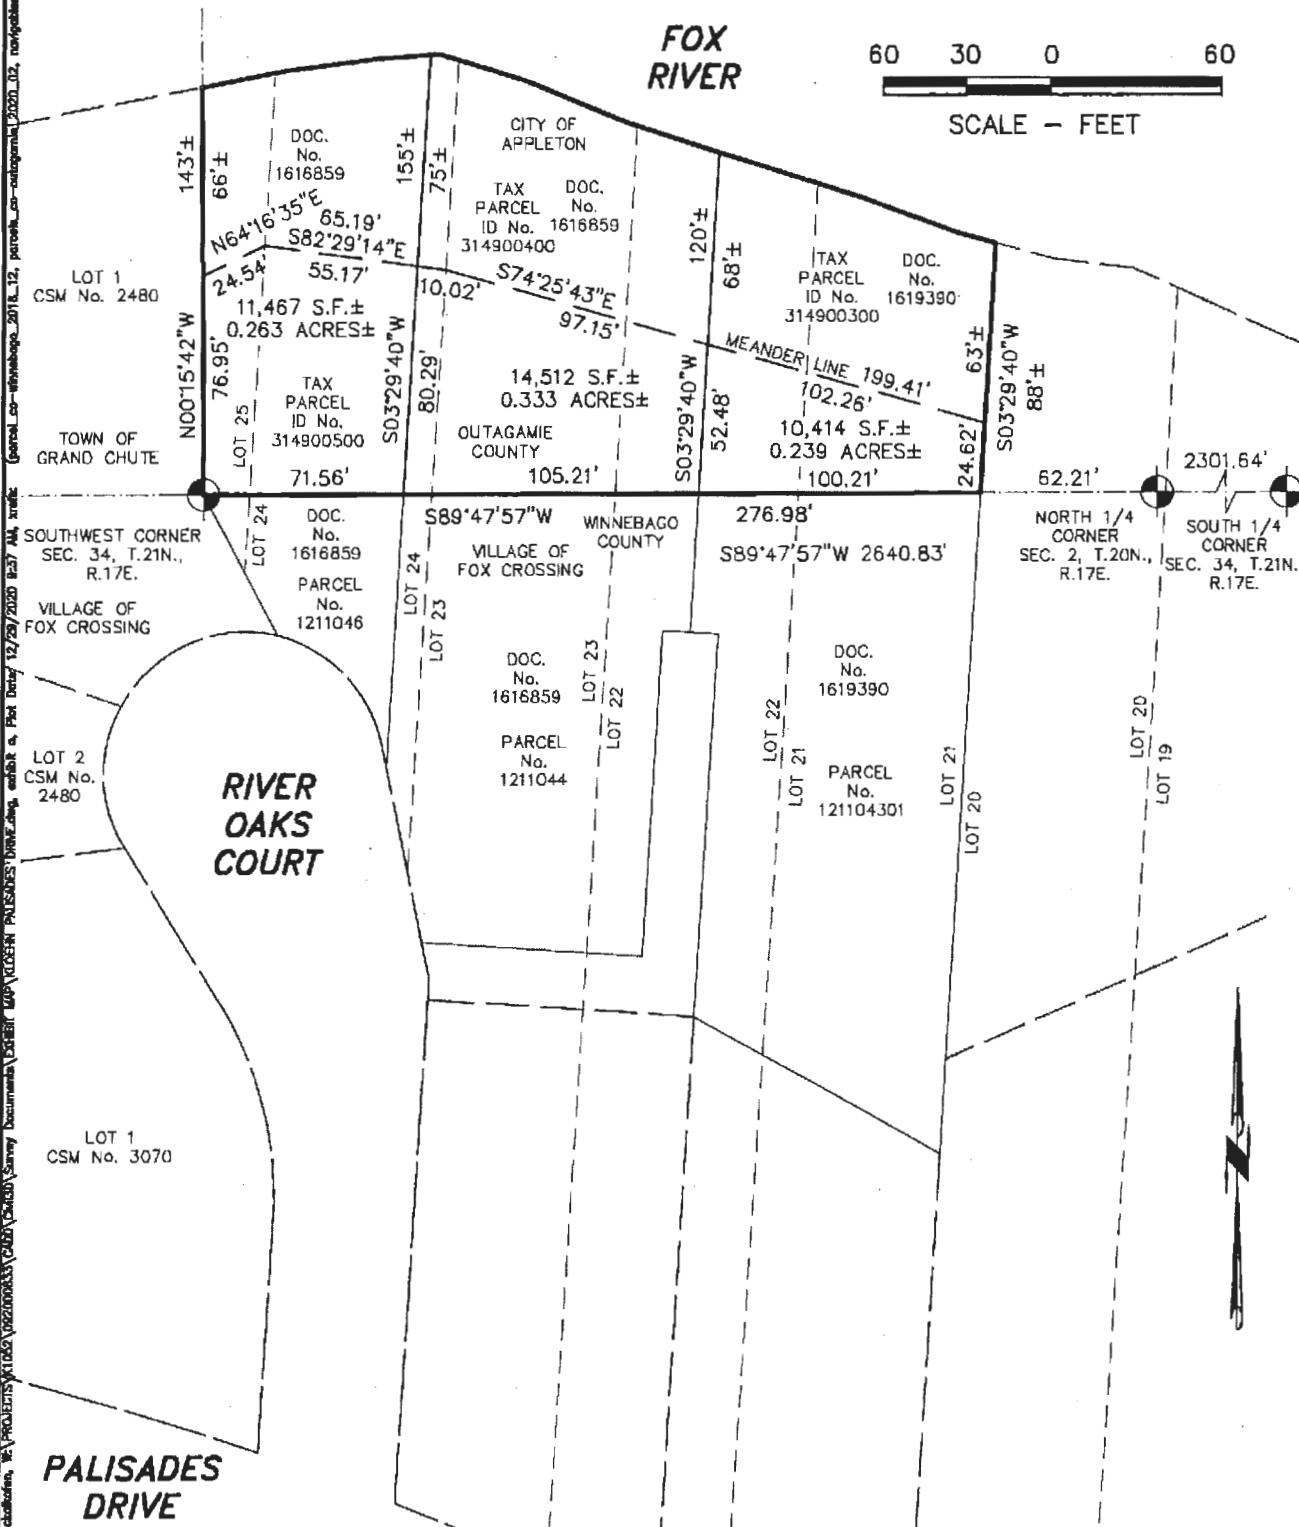 FOX
RIVER
60 30 0 60
SCALE - FEET
143'±
66'±
DOC.
No.
1616859
155'±
75'±
CITY OF
APPLETON
TAX
PARCEL
ID No.
314900400
DOC.
No.
1616859
120'±
68'±
TAX
PARCEL
ID No.
314900300
DOC.
No.
1619390
63'±
S03°29'40"W
88'±
LOT 1
CSM No. 2480
N64°16'35"E
24.54'
65.19'
S82°29'14"E
55.17'
10.02'
S74°25'43"E
97.15'
MEANDER LINE 199.41'
102.26'
N00°15'42"W
76.95'
11,467 S.F.±
0.263 ACRES±
TAX
PARCEL
ID No.
314900500
LOT 25
71.56'
S03°29'40"W
80.29'
14,512 S.F.±
0.333 ACRES±
OUTAGAMIE
COUNTY
105.21'
S03°29'40"W
52.48'
10,414 S.F.±
0.239 ACRES±
100.21'
24.62'
62.21'
2301.64'
TOWN OF
GRAND CHUTE
SOUTHWEST CORNER
SEC. 34, T.21N.,
R.17E.
VILLAGE OF
FOX CROSSING
LOT 24
DOC.
No.
1616859
PARCEL
No.
1211046
S89°47'57"W
276.98'
WINNEBAGO
COUNTY
VILLAGE OF
FOX CROSSING
S89°47'57"W 2640.83'
NORTH 1/4
CORNER
SEC. 2, T.20N.,
R.17E.
SOUTH 1/4
CORNER
SEC. 34, T.21N.
R.17E.
LOT 24
LOT 23
DOC.
No.
1616859
PARCEL
No.
1211044
LOT 23
LOT 22
DOC.
No.
1619390
PARCEL
No.
121104301
LOT 22
LOT 21
LOT 21
LOT 20
LOT 20
LOT 19
LOT 2
CSM No.
2480
RIVER
OAKS
COURT
LOT 1
CSM No. 3070
PALISADES
DRIVE